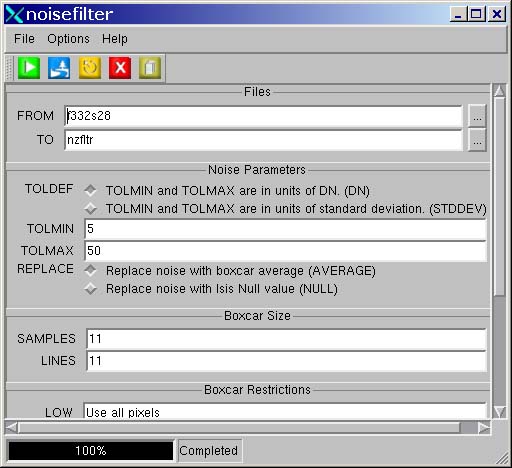 noisefilter
File Options Help
Files
FROM f332s28 ...
TO nzfltr ...
Noise Parameters
TOLDEF TOLMIN and TOLMAX are in units of DN. (DN)
TOLMIN and TOLMAX are in units of standard deviation. (STDDEV)
TOLMIN 5
TOLMAX 50
REPLACE Replace noise with boxcar average (AVERAGE)
Replace noise with Isis Null value (NULL)
Boxcar Size
SAMPLES 11
LINES 11
Boxcar Restrictions
LOW Use all pixels
100% Completed